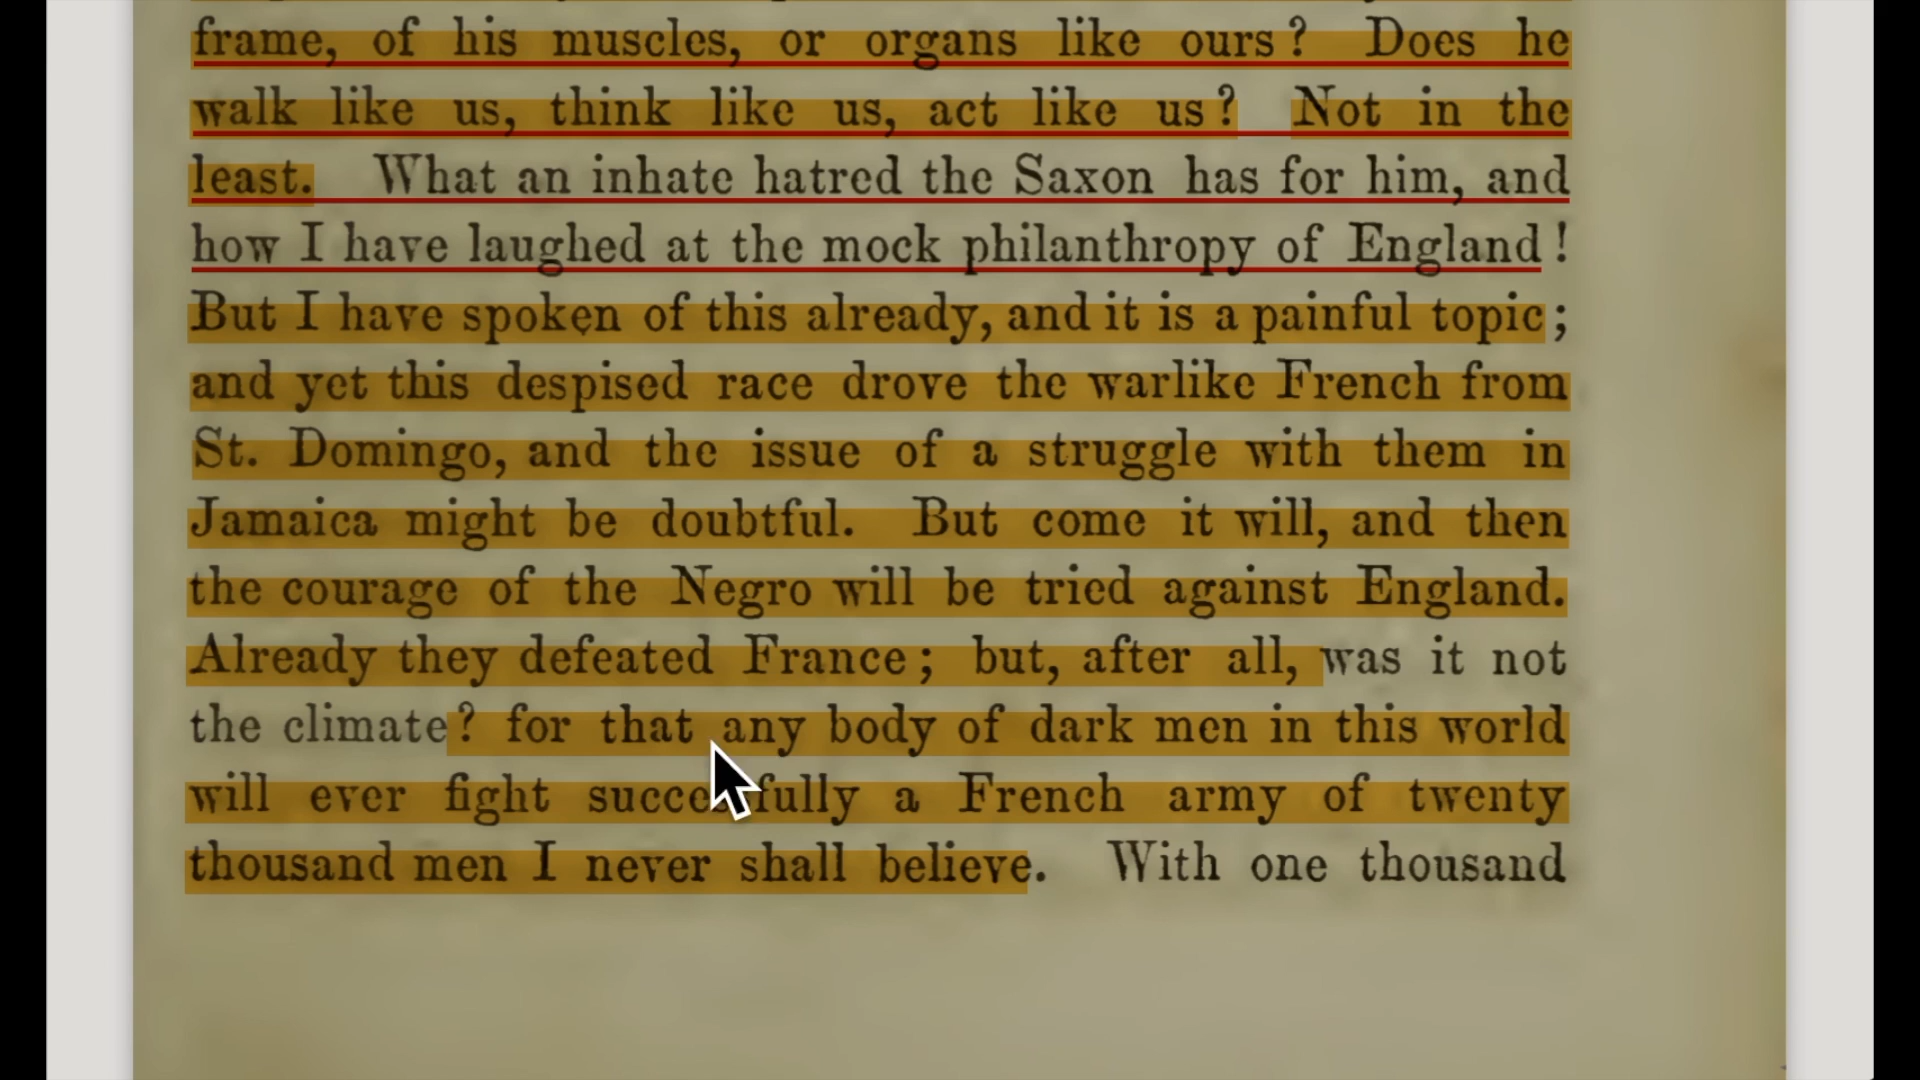 frame, of his muscles, or organs like ours? Does he
walk like us, think like us, act like us? Not in the
least. What an inhate hatred the Saxon has for him, and
how I have laughed at the mock philanthropy of England!
But I have spoken of this already, and it is a painful topic;
and yet this despised race drove the warlike French from
St. Domingo, and the issue of a struggle with them in
Jamaica might be doubtful. But come it will, and then
the courage of the Negro will be tried against England.
Already they defeated France; but, after all, was it not
the climate? for that any body of dark men in this world
will ever fight successfully a French army of twenty
thousand men I never shall believe. With one thousand